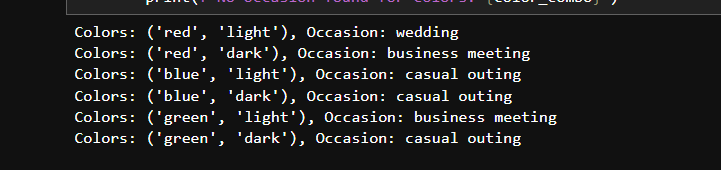 print(f"No occasion found for colors: {color_combo}")
Colors: ('red', 'light'), Occasion: wedding
Colors: ('red', 'dark'), Occasion: business meeting
Colors: ('blue', 'light'), Occasion: casual outing
Colors: ('blue', 'dark'), Occasion: casual outing
Colors: ('green', 'light'), Occasion: business meeting
Colors: ('green', 'dark'), Occasion: casual outing